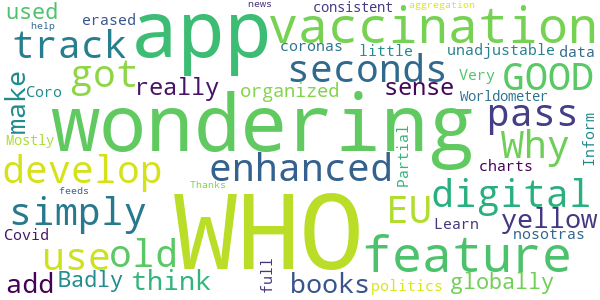 help
used
erased
news
consistent
aggregation
app
vaccination
track
coronas
little
unadjustable
data
got
seconds
Coro
really
organized
sense
Very
GOOD
make
Worldometer
wondering
pass
Why
Mostly
Inform
develop
enhanced
Partial
charts
feeds
Thanks
WHO
digital
simply
EU
Learn
yellow
Covid
use
old
feature
nosotras
add
Badly
think
full
books
politics
globally